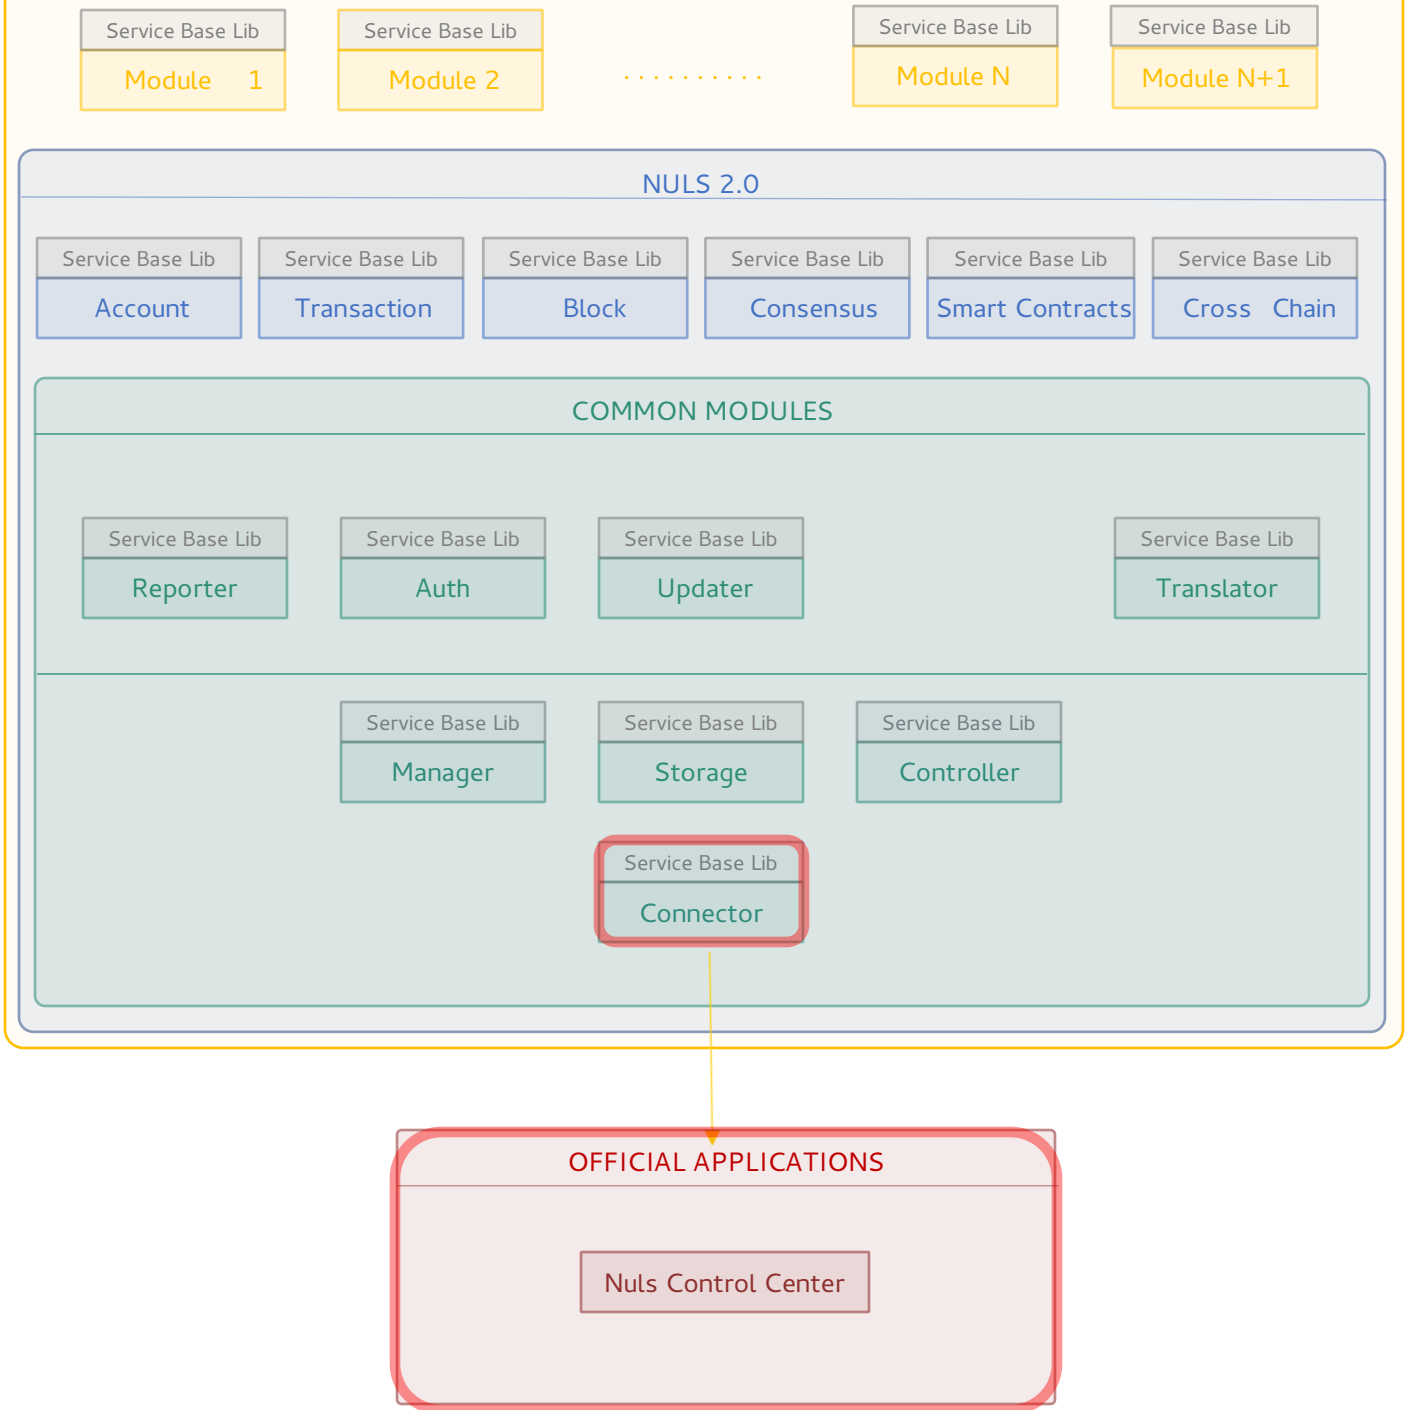 Service Base Lib Service Base Lib Service Base Lib Service Base Lib
Module 1 Module 2 .......... Module N Module N+1
NULS 2.0
Service Base Lib Service Base Lib Service Base Lib Service Base Lib Service Base Lib Service Base Lib
Account Transaction Block Consensus Smart Contracts Cross Chain
COMMON MODULES
Service Base Lib Service Base Lib Service Base Lib Service Base Lib
Reporter Auth Updater Translator
Service Base Lib Service Base Lib Service Base Lib
Manager Storage Controller
Service Base Lib
Connector
OFFICIAL APPLICATIONS
Nuls Control Center